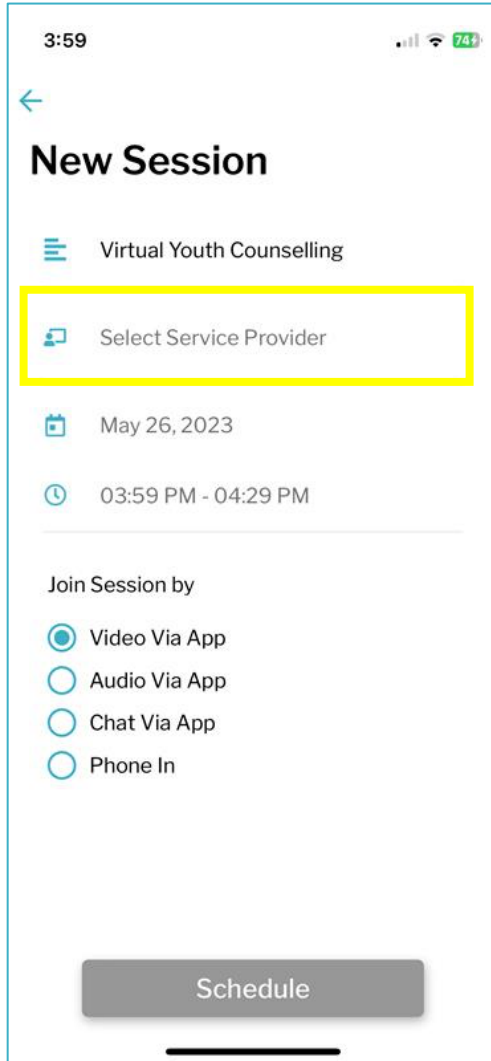 3:59
74
New Session
Virtual Youth Counselling
Select Service Provider
May 26, 2023
03:59 PM - 04:29 PM
Join Session by
Video Via App
Audio Via App
Chat Via App
Phone In
Schedule